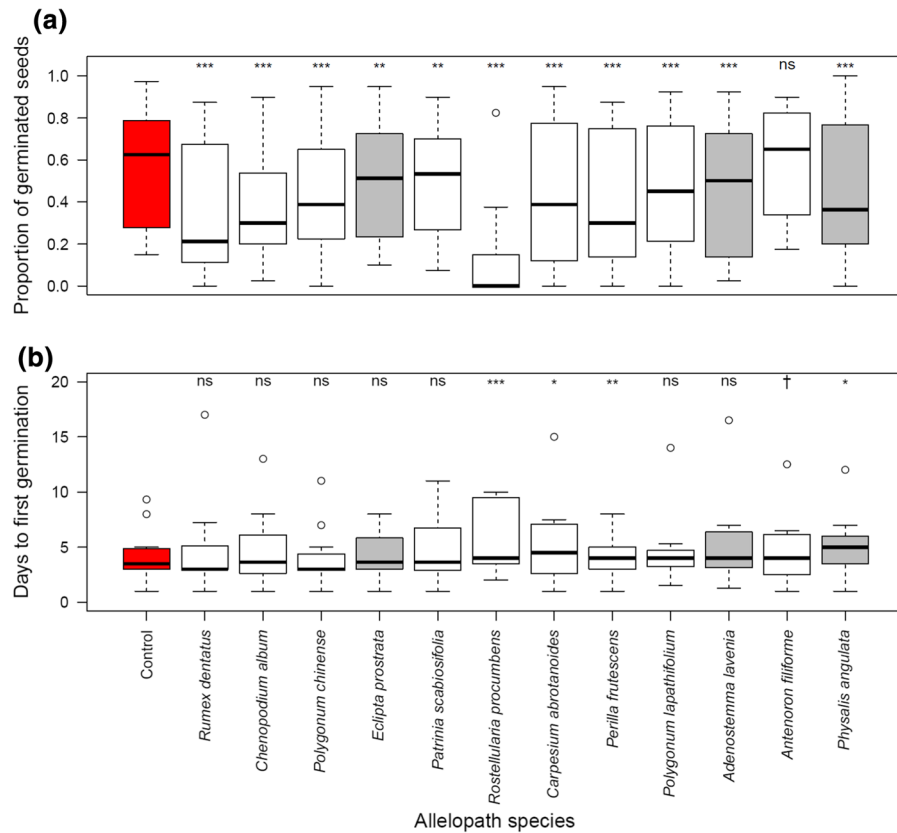 (a)
Proportion of germinated seeds
1.0
0.8
0.6
0.4
0.2
0.0
*** *** *** ** ** *** *** *** *** *** ns ***
(b)
Days to first germination
20
15
10
5
0
ns ns ns ns ns *** * ** ns ns † *
Control
Rumex dentatus
Chenopodium album
Polygonum chinense
Eclipta prostrata
Patrinia scabiosifolia
Rostellularia procumbens
Carpesium abrotanoides
Perilla frutescens
Polygonum lapathifolium
Adenostemma lavenia
Antenoron filiforme
Physalis angulata
Allelopath species